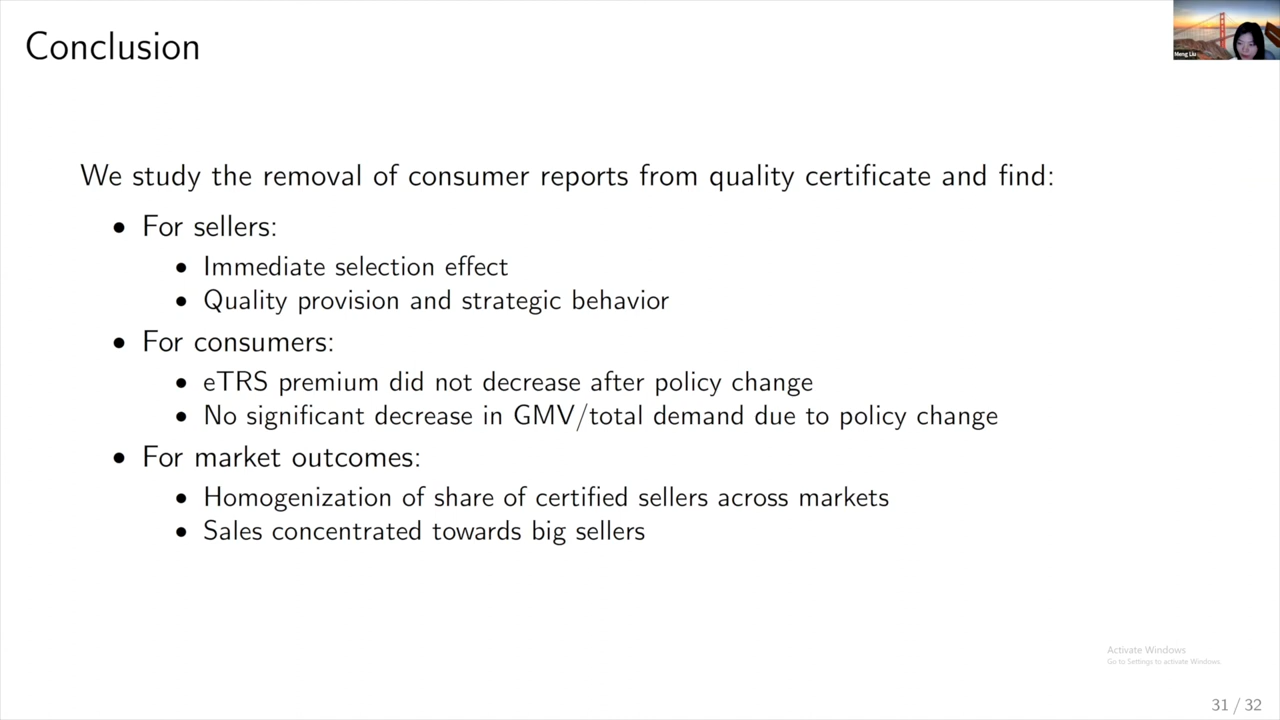 Conclusion
Meng Liu
We study the removal of consumer reports from quality certificate and find:
• For sellers:
• Immediate selection effect
• Quality provision and strategic behavior
• For consumers:
• eTRS premium did not decrease after policy change
• No significant decrease in GMV/total demand due to policy change
• For market outcomes:
• Homogenization of share of certified sellers across markets
• Sales concentrated towards big sellers
Activate Windows
Go to Settings to activate Windows.
31 / 32